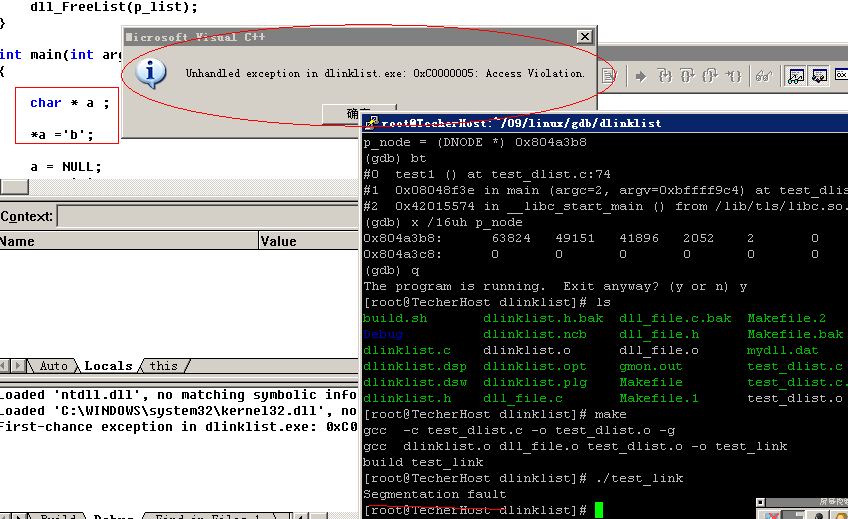 dll_FreeList(p_list);
}
int main(int arg
{
char * a ;
*a ='b';
a = NULL;
Microsoft Visual C++
Unhandled exception in dlinklist.exe: 0xC0000005: Access Violation.
确
Context:
Name Value
Auto Locals this
Loaded 'ntdll.dll', no matching symbolic info
Loaded 'C:\WINDOWS\system32\kernel32.dll', no
First-chance exception in dlinklist.exe: 0xC0
Build Debug Find in Files 1
root@TecherHost:~/09/linux/gdb/dlinklist
p_node = (DNODE *) 0x804a3b8
(gdb) bt
#0 test1 () at test_dlist.c:74
#1 0x08048f3e in main (argc=2, argv=0xbffff9c4) at test_dlis
#2 0x42015574 in __libc_start_main () from /lib/tls/libc.so.
(gdb) x /16uh p_node
0x804a3b8: 63824 49151 41896 2052 2 0
0x804a3c8: 0 0 0 0 0 0
(gdb) q
The program is running. Exit anyway? (y or n) y
[root@TecherHost dlinklist]# ls
build.sh dlinklist.h.bak dll_file.c.bak Makefile.2
Debug dlinklist.ncb dll_file.h Makefile.bak
dlinklist.c dlinklist.o dll_file.o mydll.dat
dlinklist.dsp dlinklist.opt gmon.out test_dlist.c
dlinklist.dsw dlinklist.plg Makefile test_dlist.c.
dlinklist.h dll_file.c Makefile.1 test_dlist.o
[root@TecherHost dlinklist]# make
gcc -c test_dlist.c -o test_dlist.o -g
gcc dlinklist.o dll_file.o test_dlist.o -o test_link
build test_link
[root@TecherHost dlinklist]# ./test_link
Segmentation fault
[root@TecherHost dlinklist]#